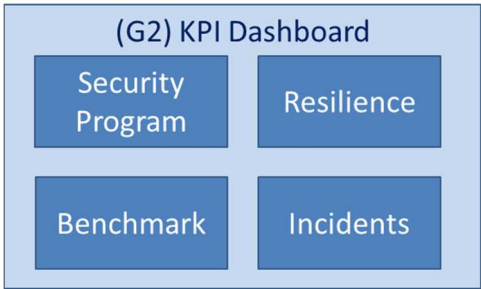 (G2) KPI Dashboard
Security
Program
Resilience
Benchmark
Incidents